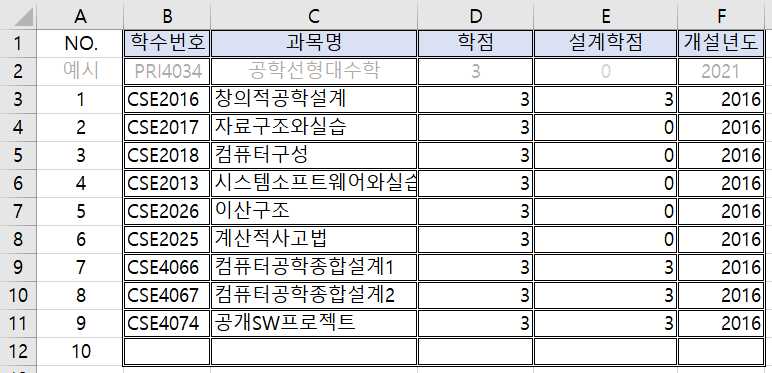 A B C D E F
1 NO. 학수번호 과목명 학점 설계학점 개설년도
2 예시 PRI4034 공학선형대수학 3 0 2021
3 1 CSE2016 창의적공학설계 3 3 2016
4 2 CSE2017 자료구조와실습 3 0 2016
5 3 CSE2018 컴퓨터구성 3 0 2016
6 4 CSE2013 시스템소프트웨어와실습 3 0 2016
7 5 CSE2026 이산구조 3 0 2016
8 6 CSE2025 계산적사고법 3 0 2016
9 7 CSE4066 컴퓨터공학종합설계1 3 3 2016
10 8 CSE4067 컴퓨터공학종합설계2 3 3 2016
11 9 CSE4074 공개SW프로젝트 3 3 2016
12 10